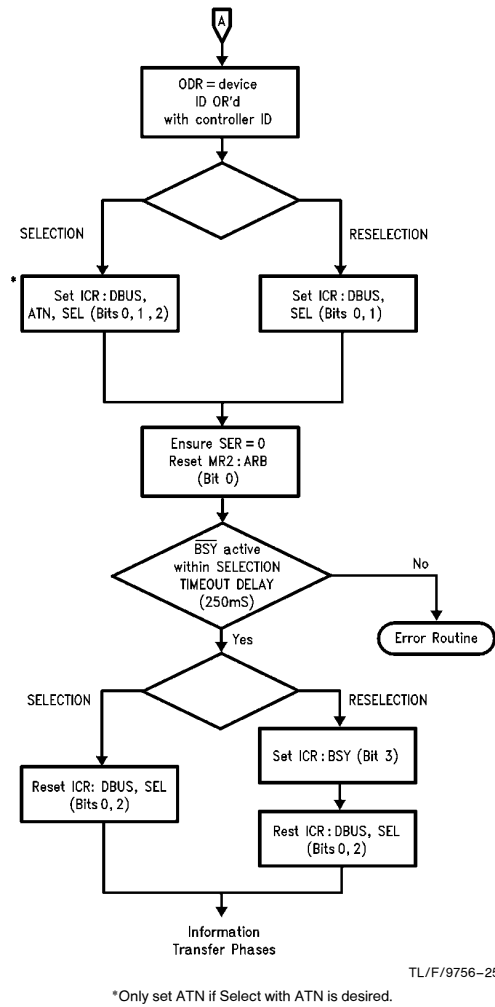 A
ODR = device
ID OR'd
with controller ID
SELECTION
RESELECTION
*
Set ICR : DBUS,
ATN, SEL (Bits 0, 1, 2)
Set ICR : DBUS,
SEL (Bits 0, 1)
Ensure SER = 0
Reset MR2 : ARB
(Bit 0)
BSY active
within SELECTION
TIMEOUT DELAY
(250mS)
No
Error Routine
Yes
SELECTION
RESELECTION
Set ICR : BSY (Bit 3)
Reset ICR: DBUS, SEL
(Bits 0, 2)
Rest ICR : DBUS, SEL
(Bits 0, 2)
Information
Transfer Phases
TL/F/9756–25
*Only set ATN if Select with ATN is desired.